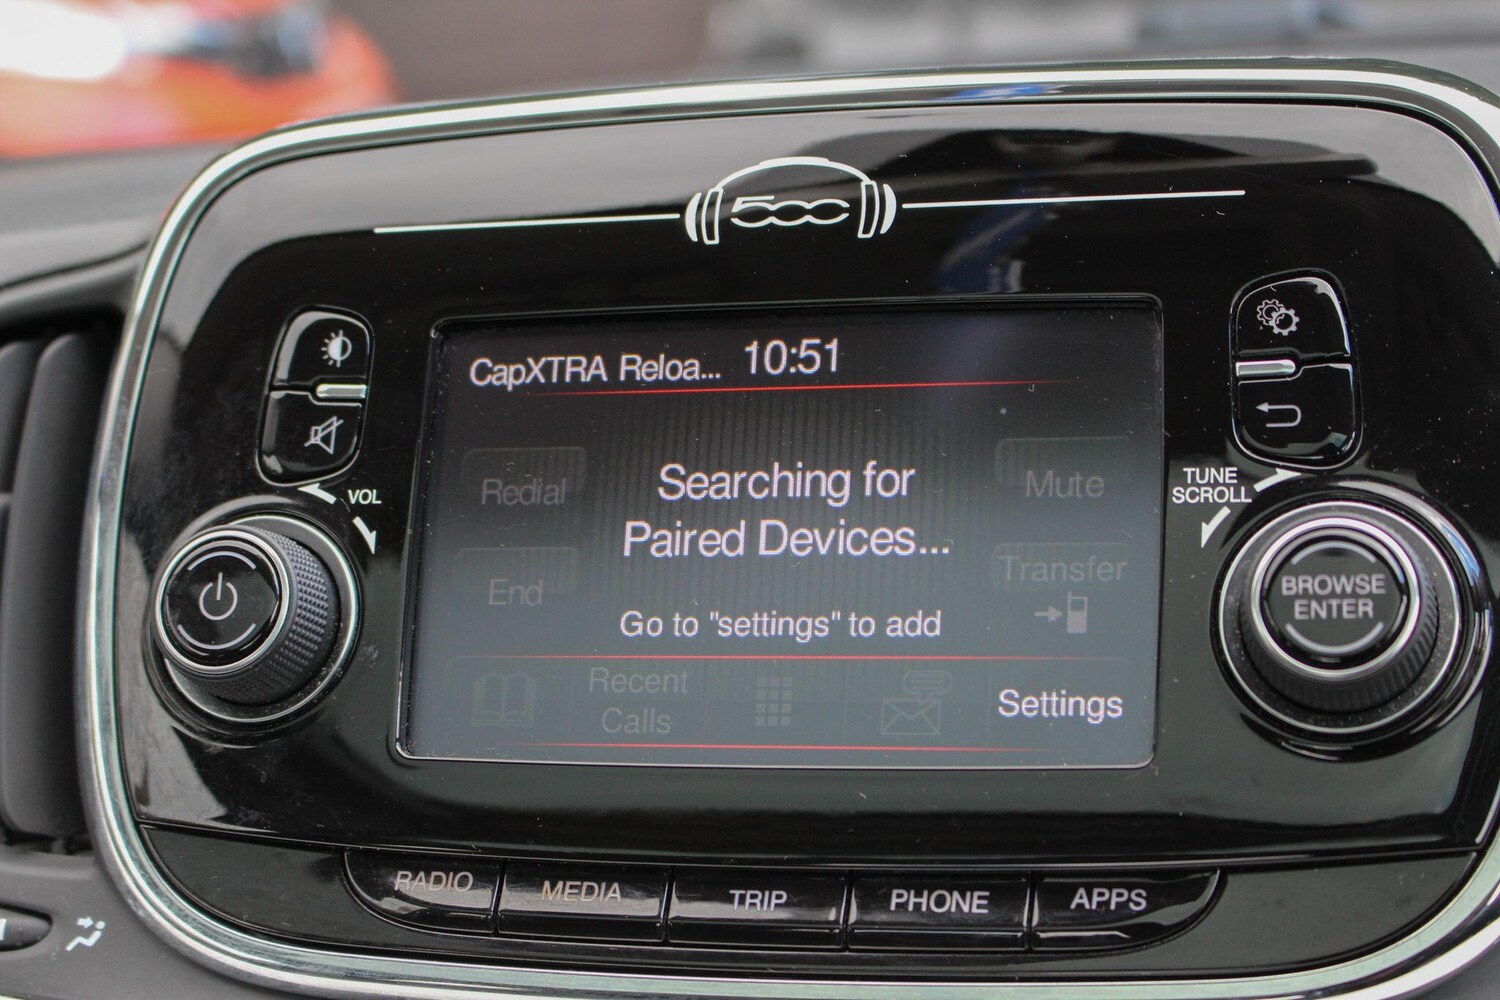 500
CapXTRA Reloa... 10:51
Redial
Searching for
Paired Devices...
Mute
End
Transfer
Go to "settings" to add
Recent
Calls
Settings
VOL
TUNE
SCROLL
BROWSE
ENTER
RADIO
MEDIA
TRIP
PHONE
APPS